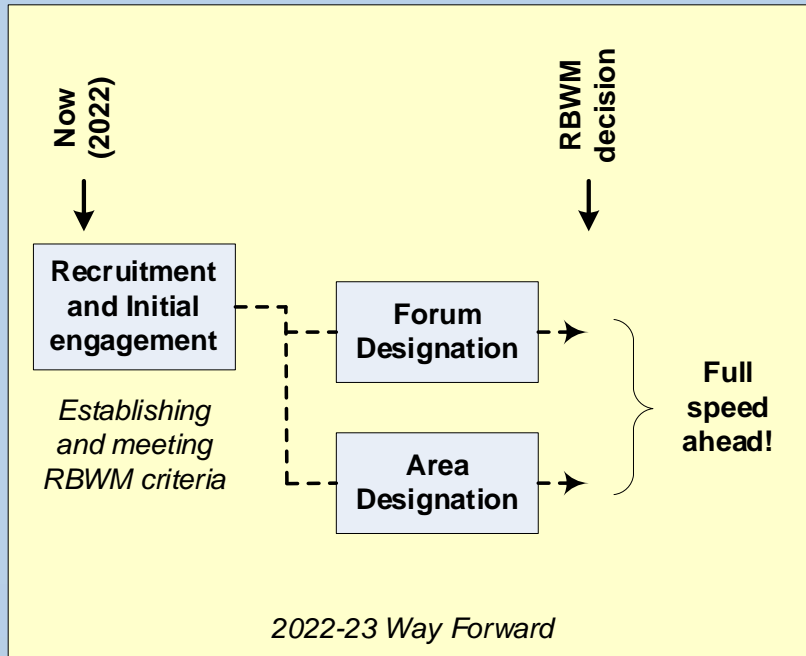 Now
(2022)
RBWM
decision
Recruitment
and Initial
engagement
Establishing
and meeting
RBWM criteria
Forum
Designation
Area
Designation
Full
speed
ahead!
2022-23 Way Forward